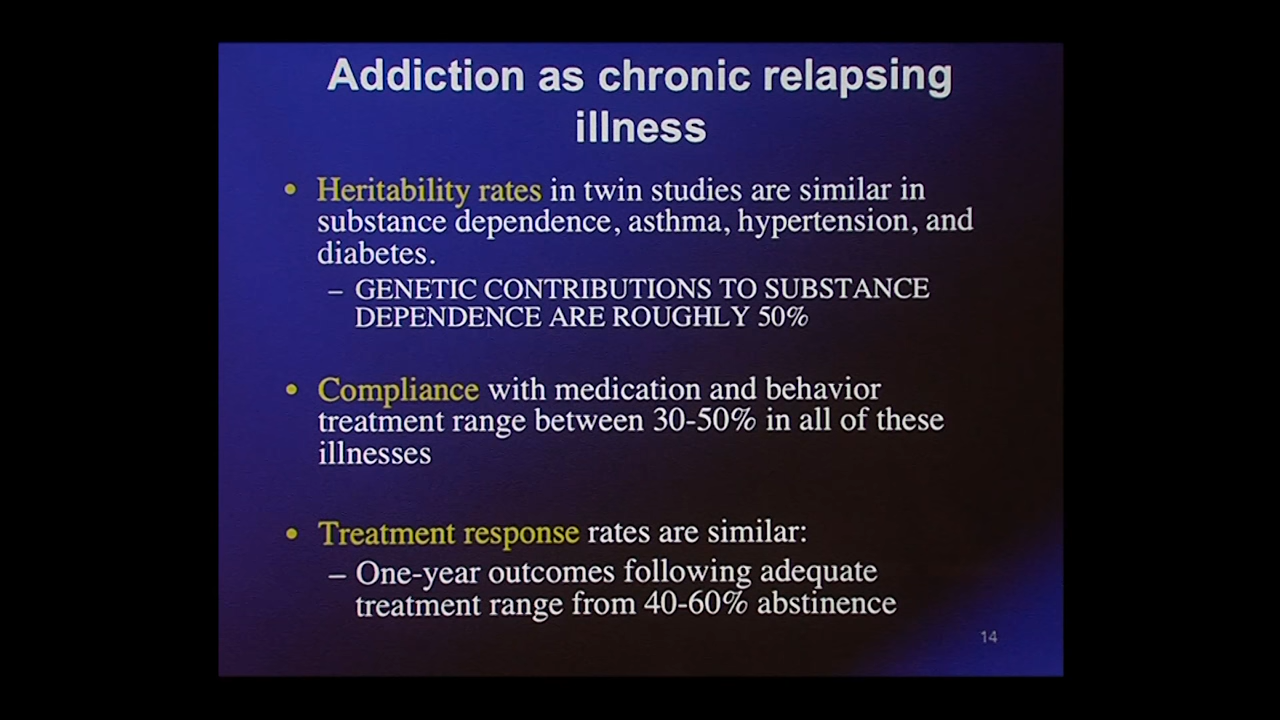 Addiction as chronic relapsing
illness
• Heritability rates in twin studies are similar in
substance dependence, asthma, hypertension, and
diabetes.
– GENETIC CONTRIBUTIONS TO SUBSTANCE
DEPENDENCE ARE ROUGHLY 50%
• Compliance with medication and behavior
treatment range between 30-50% in all of these
illnesses
• Treatment response rates are similar:
– One-year outcomes following adequate
treatment range from 40-60% abstinence
14